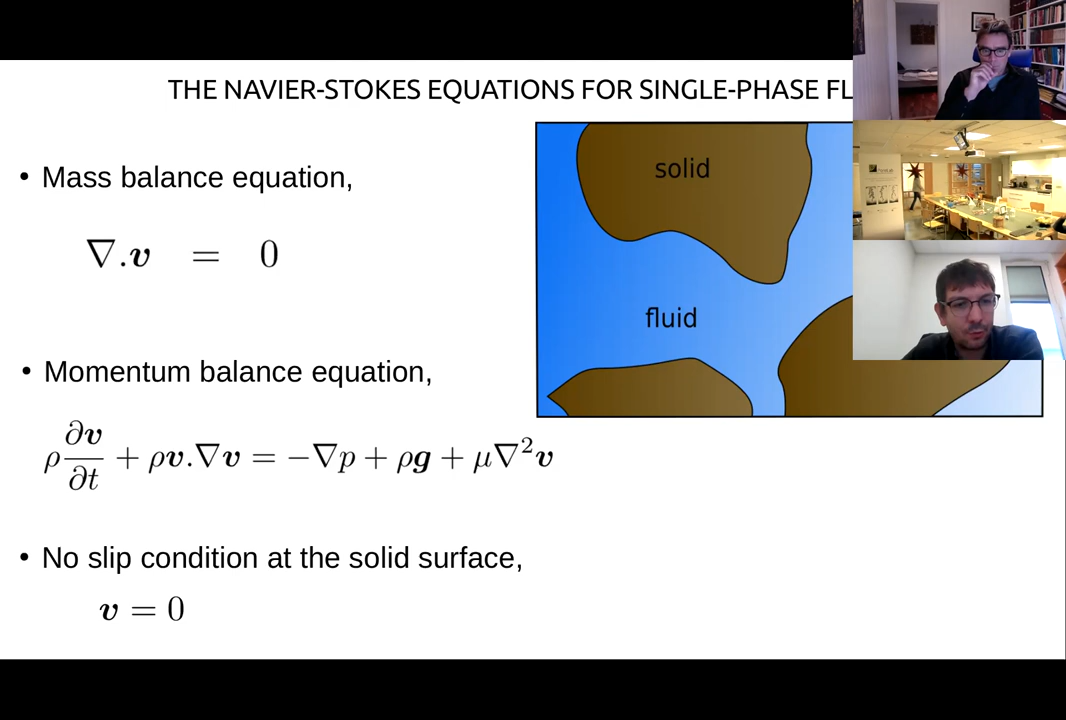 THE NAVIER-STOKES EQUATIONS FOR SINGLE-PHASE FL
• Mass balance equation,
∇.v = 0
solid
fluid
• Momentum balance equation,
ρ ∂v/∂t + ρv.∇v = −∇p + ρg + μ∇²v
• No slip condition at the solid surface,
v = 0